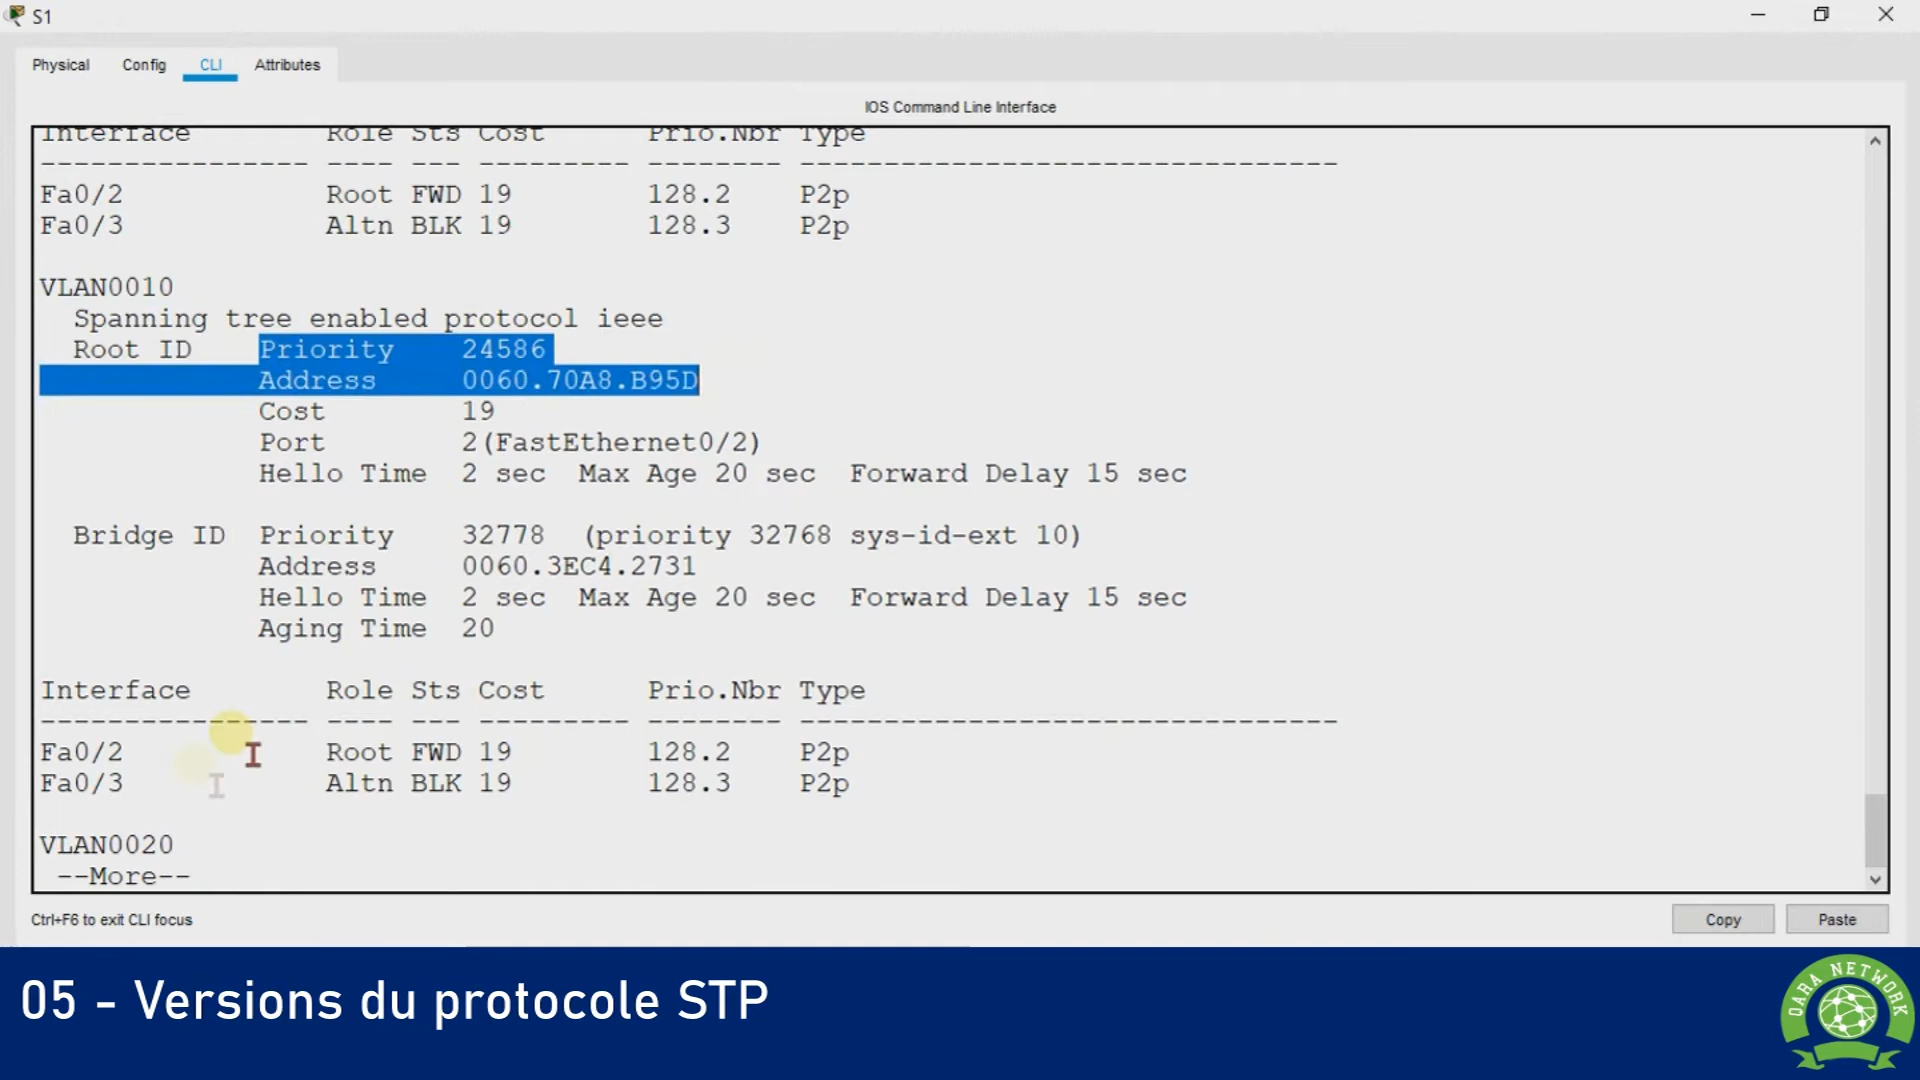 S1
Physical Config CLI Attributes
IOS Command Line Interface
Interface Role Sts Cost Prio.Nbr Type
---------------- ---- --- --------- -------- --------------------------------
Fa0/2 Root FWD 19 128.2 P2p
Fa0/3 Altn BLK 19 128.3 P2p
VLAN0010
Spanning tree enabled protocol ieee
Root ID Priority 24586
Address 0060.70A8.B95D
Cost 19
Port 2(FastEthernet0/2)
Hello Time 2 sec Max Age 20 sec Forward Delay 15 sec
Bridge ID Priority 32778 (priority 32768 sys-id-ext 10)
Address 0060.3EC4.2731
Hello Time 2 sec Max Age 20 sec Forward Delay 15 sec
Aging Time 20
Interface Role Sts Cost Prio.Nbr Type
---------------- ---- --- --------- -------- --------------------------------
Fa0/2 Root FWD 19 128.2 P2p
Fa0/3 Altn BLK 19 128.3 P2p
VLAN0020
--More--
Ctrl+F6 to exit CLI focus
Copy Paste
05 - Versions du protocole STP
QARA NETWORK